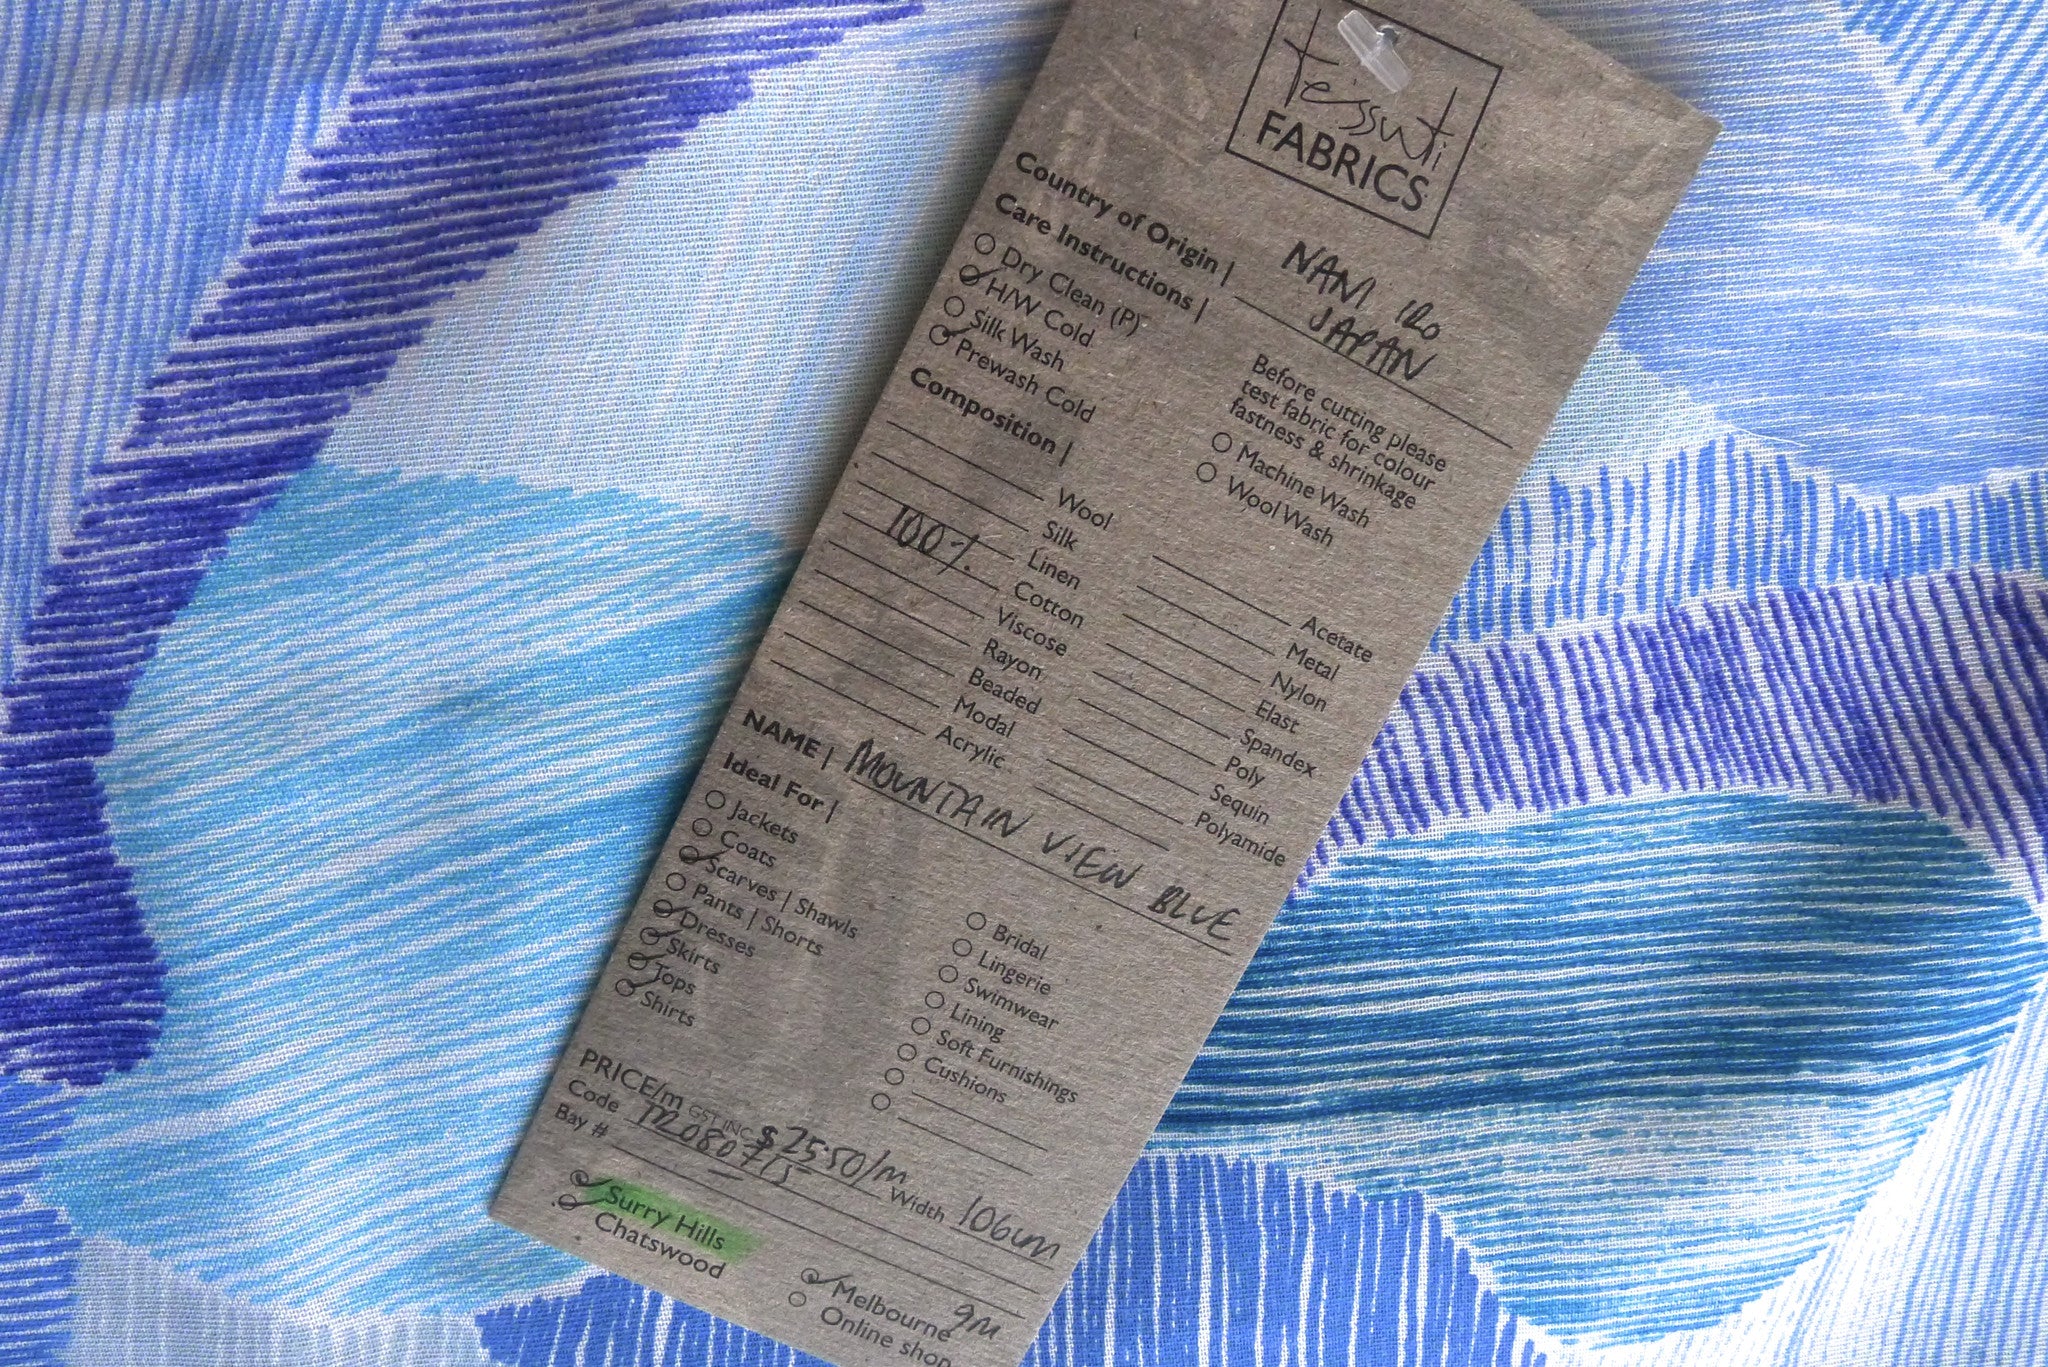 tessuti
FABRICS
Country of Origin | NANI IRO
JAPAN
Care Instructions |
Dry Clean (P)
H/W Cold
Silk Wash
Prewash Cold
Before cutting please
test fabric for colour
fastness & shrinkage
Machine Wash
Wool Wash
Composition |
Wool
Silk
Linen
100% Cotton
Viscose
Rayon
Beaded
Modal
Acrylic
Acetate
Metal
Nylon
Elast
Spandex
Poly
Sequin
Polyamide
NAME | MOUNTAIN VIEW BLUE
Ideal For |
Jackets
Coats
Scarves | Shawls
Pants | Shorts
Dresses
Skirts
Tops
Shirts
Bridal
Lingerie
Swimwear
Lining
Soft Furnishings
Cushions
PRICE/m GST INC $25.50/m Width 106cm
Code
Bay #
Surry Hills
Chatswood
Melbourne 9m
Online shop